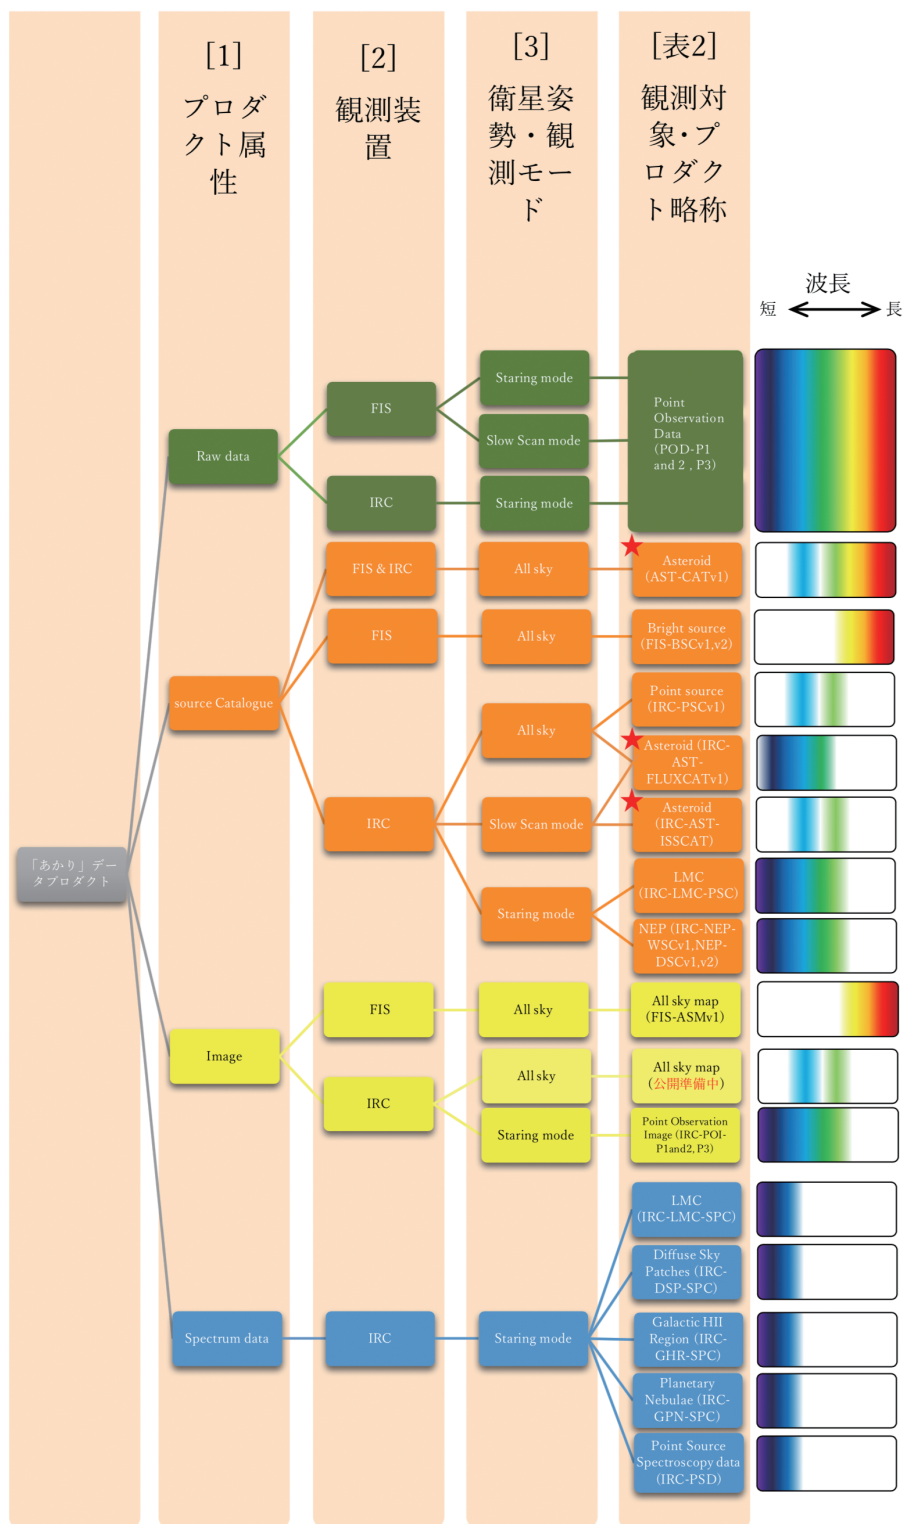 [1]
プロダ
クト属
性
[2]
観測装
置
[3]
衛星姿
勢・観
測モー
ド
[表2]
観測対
象・プ
ロダク
ト略称
波長
短
長
「あかり」デー
タプロダクト
Raw data
FIS
Staring mode
Slow Scan mode
IRC
Staring mode
Point
Observation
Data
(POD-P1
and 2 , P3)
source Catalogue
FIS & IRC
All sky
Asteroid
(AST-CATv1)
FIS
All sky
Bright source
(FIS-BSCv1,v2)
IRC
All sky
Point source
(IRC-PSCv1)
Asteroid (IRC-
AST-
FLUXCATv1)
Slow Scan mode
Asteroid
(IRC-AST-
ISSCAT)
Staring mode
LMC
(IRC-LMC-PSC)
NEP (IRC-NEP-
WSCv1,NEP-
DSCv1,v2)
Image
FIS
All sky
All sky map
(FIS-ASMv1)
IRC
All sky
All sky map
(公開準備中)
Staring mode
Point Observation
Image (IRC-POI-
P1and2, P3)
Spectrum data
IRC
Staring mode
LMC
(IRC-LMC-SPC)
Diffuse Sky
Patches (IRC-
DSP-SPC)
Galactic HII
Region (IRC-
GHR-SPC)
Planetary
Nebulae (IRC-
GPN-SPC)
Point Source
Spectroscopy data
(IRC-PSD)